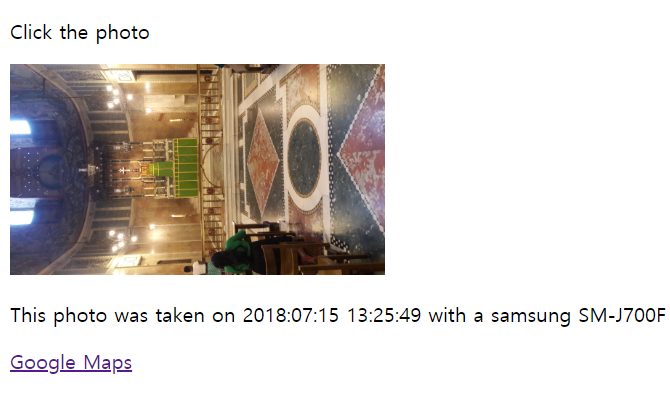 Click the photo
This photo was taken on 2018:07:15 13:25:49 with a samsung SM-J700F
Google Maps